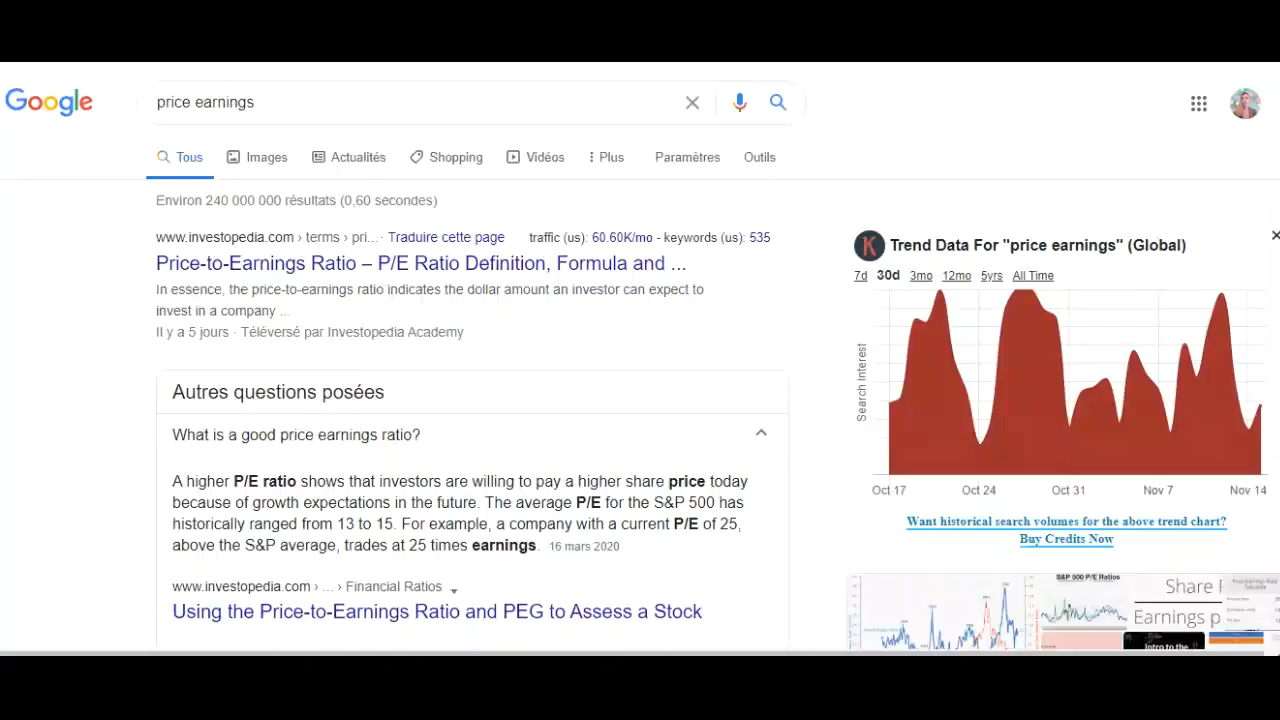 Google
price earnings
Tous Images Actualités Shopping Vidéos Plus Paramètres Outils
Environ 240 000 000 résultats (0,60 secondes)
www.investopedia.com › terms › pri... · Traduire cette page traffic (us): 60.60K/mo - keywords (us): 535
Price-to-Earnings Ratio – P/E Ratio Definition, Formula and ...
In essence, the price-to-earnings ratio indicates the dollar amount an investor can expect to
invest in a company ...
Il y a 5 jours · Téléversé par Investopedia Academy
Autres questions posées
What is a good price earnings ratio?
A higher P/E ratio shows that investors are willing to pay a higher share price today
because of growth expectations in the future. The average P/E for the S&P 500 has
historically ranged from 13 to 15. For example, a company with a current P/E of 25,
above the S&P average, trades at 25 times earnings. 16 mars 2020
www.investopedia.com › ... › Financial Ratios
Using the Price-to-Earnings Ratio and PEG to Assess a Stock
K
Trend Data For "price earnings" (Global)
7d 30d 3mo 12mo 5yrs All Time
Search Interest
Oct 17 Oct 24 Oct 31 Nov 7 Nov 14
Want historical search volumes for the above trend chart?
Buy Credits Now
S&P 500 P/E Ratios
Share
Earnings p
Intro to the